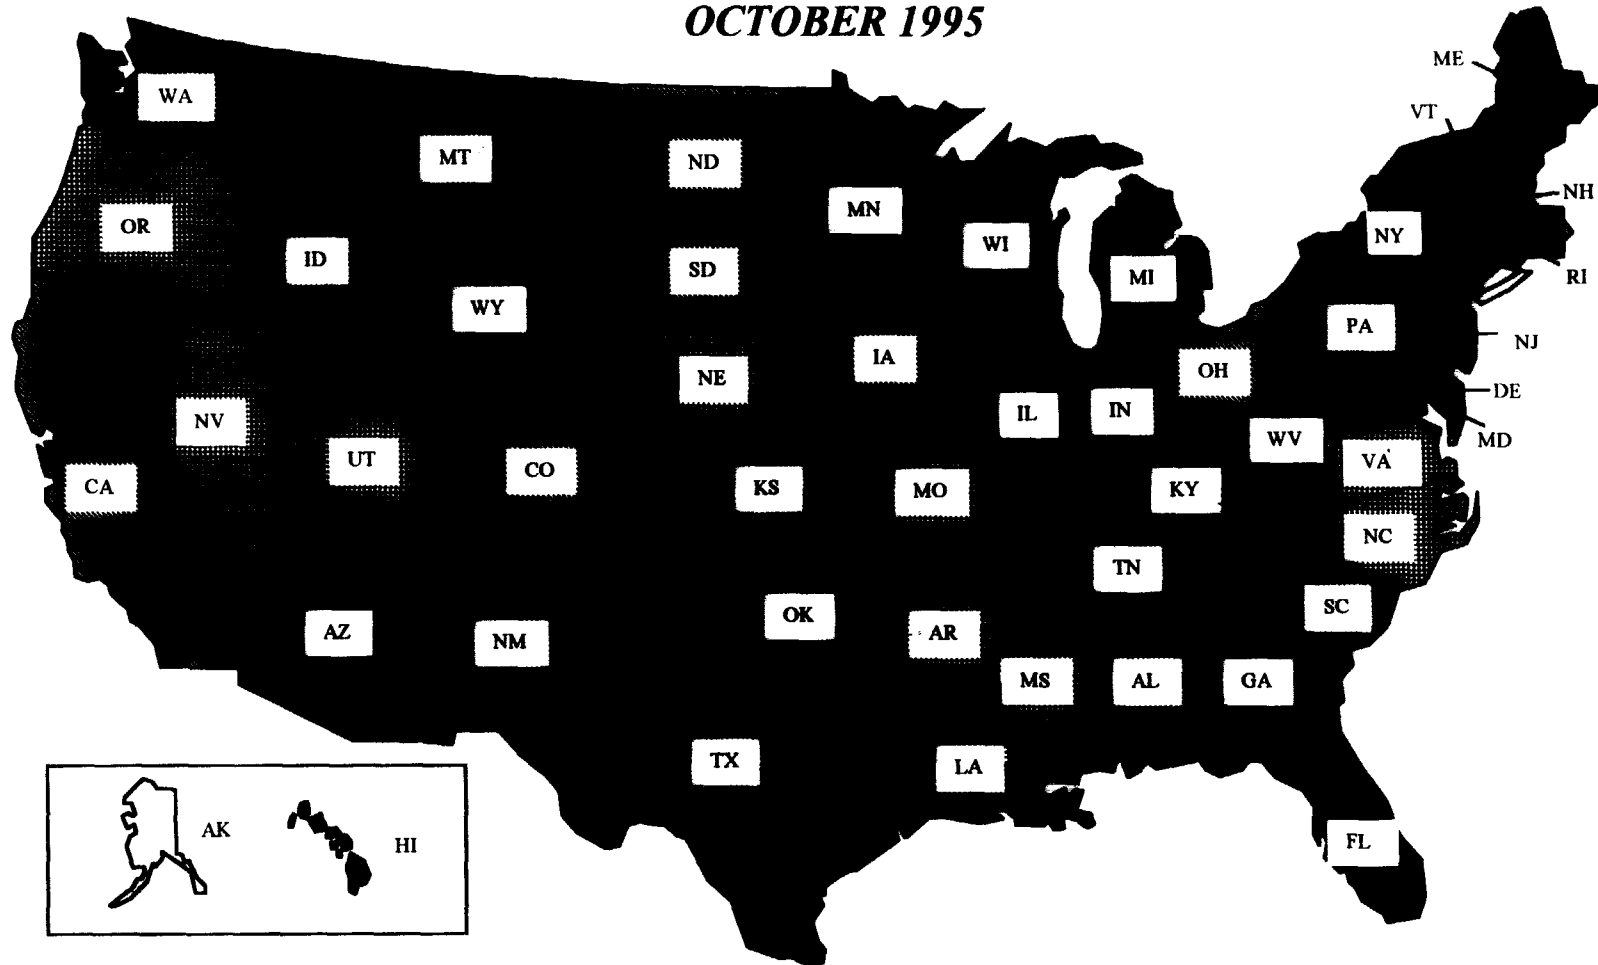 OCTOBER 1995
ME
WA
VT
MT
ND
NH
MN
OR
NY
WI
ID
SD
MI
RI
WY
PA
NJ
IA
OH
NE
DE
IN
IL
NV
WV
MD
UT
VA
CO
CA
KS
MO
KY
NC
TN
SC
OK
AZ
NM
AR
MS
AL
GA
TX
LA
AK
HI
FL